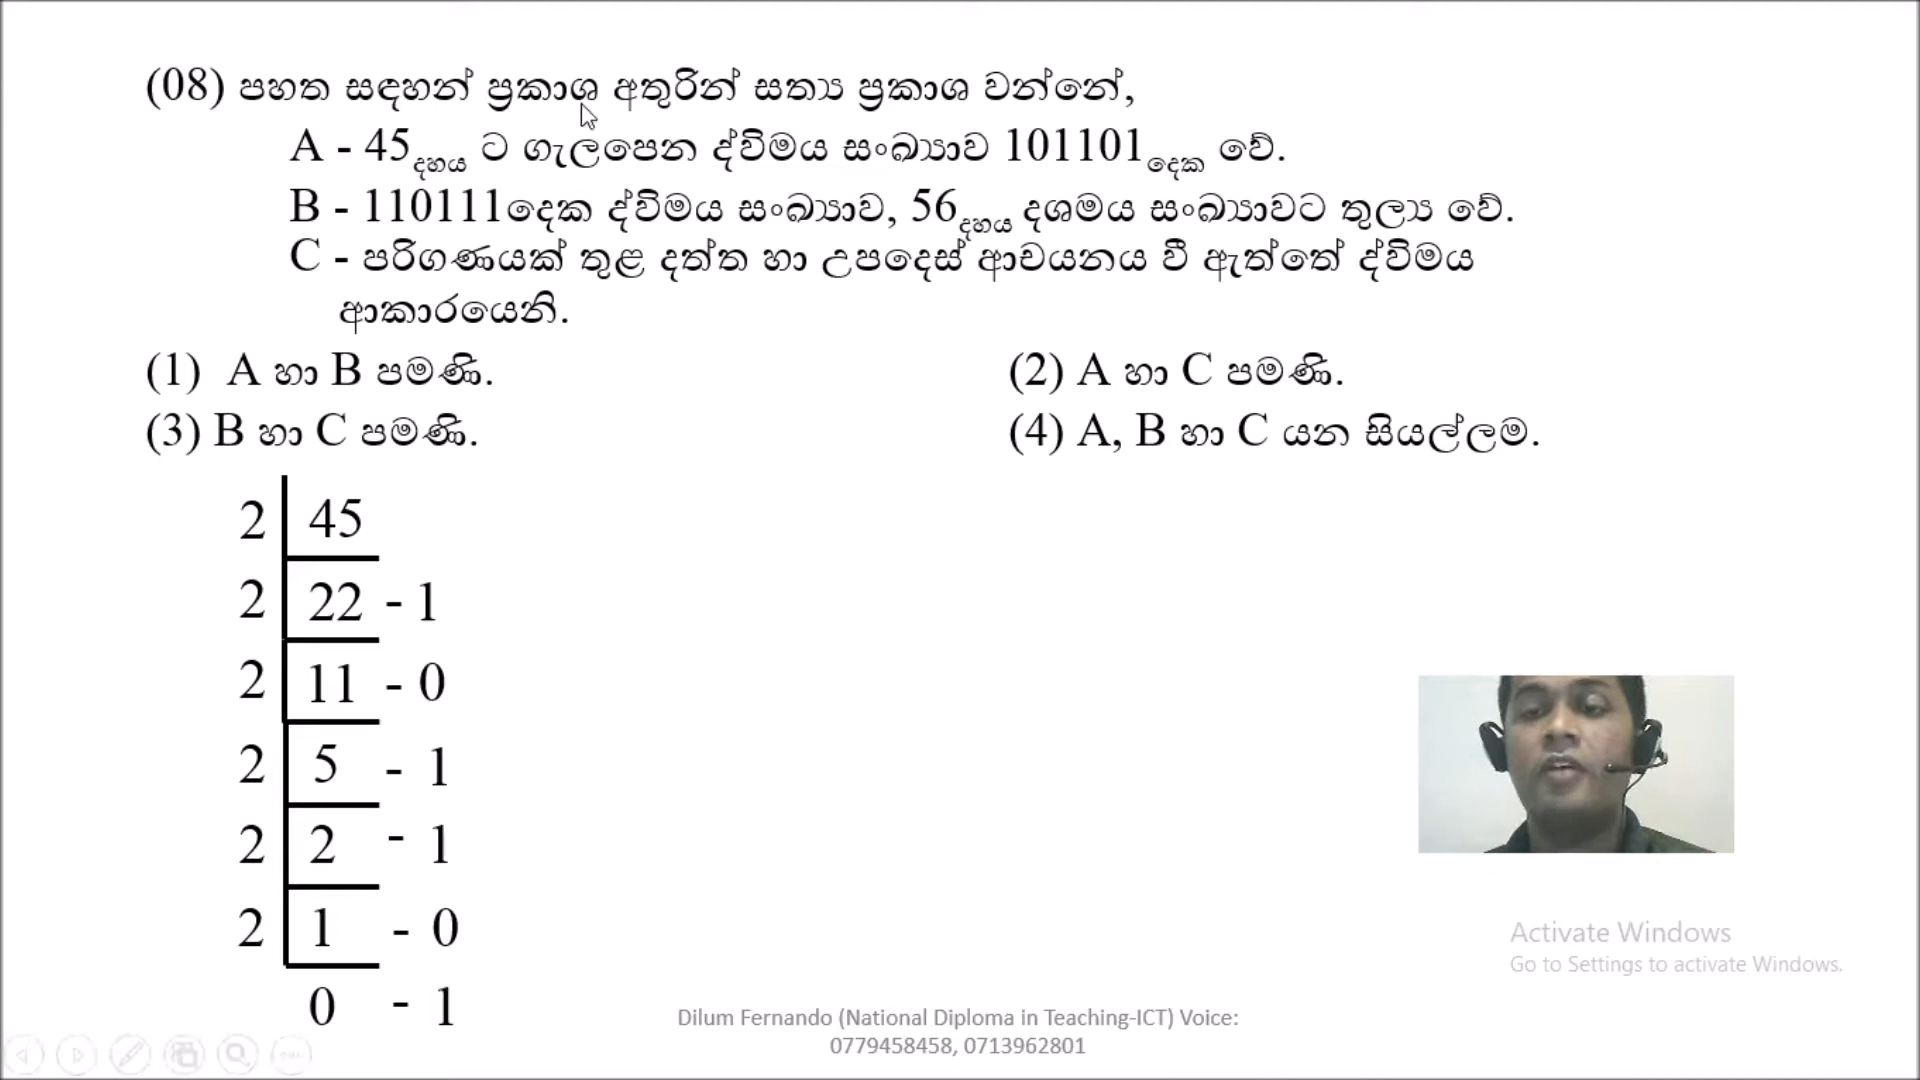 (08) පහත සඳහන් ප්‍රකාශ අතුරින් සත්‍ය ප්‍රකාශ වන්නේ,
A - 45දහය ට ගැලපෙන ද්විමය සංඛ්‍යාව 101101දෙක වේ.
B - 110111දෙක ද්විමය සංඛ්‍යාව, 56දහය දශමය සංඛ්‍යාවට තුල්‍ය වේ.
C - පරිගණයක් තුළ දත්ත හා උපදෙස් ආචයනය වී ඇත්තේ ද්විමය
ආකාරයෙනි.
(1) A හා B පමණි. (2) A හා C පමණි.
(3) B හා C පමණි. (4) A, B හා C යන සියල්ලම.
2 45
2 22 - 1
2 11 - 0
2 5 - 1
2 2 - 1
2 1 - 0
0 - 1
Activate Windows
Go to Settings to activate Windows.
Dilum Fernando (National Diploma in Teaching-ICT) Voice:
0779458458, 0713962801